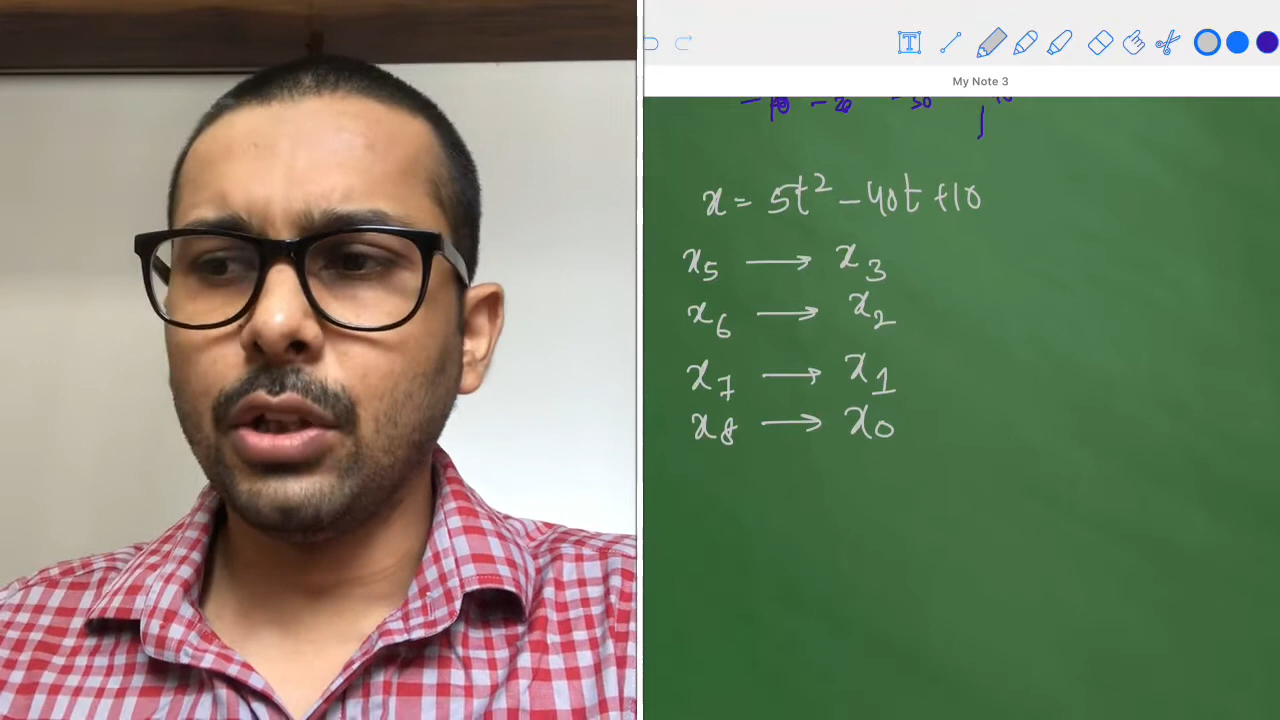 T
My Note 3
x = 5t² - 40t + 10
x₅ ⟶ x₃
x₆ ⟶ x₂
x₇ ⟶ x₁
x₈ ⟶ x₀